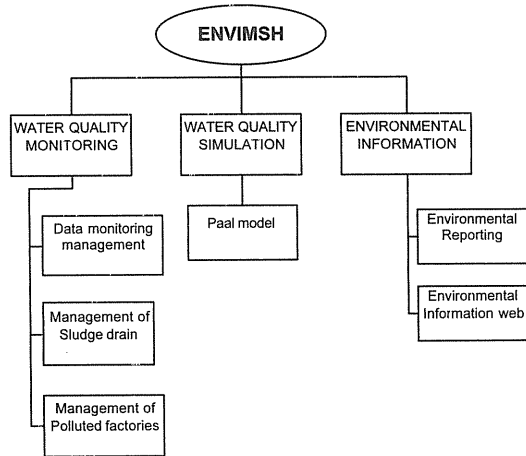 ENVIMSH
WATER QUALITY
MONITORING
WATER QUALITY
SIMULATION
ENVIRONMENTAL
INFORMATION
Data monitoring
management
Management of
Sludge drain
Management of
Polluted factories
Paal model
Environmental
Reporting
Environmental
Information web